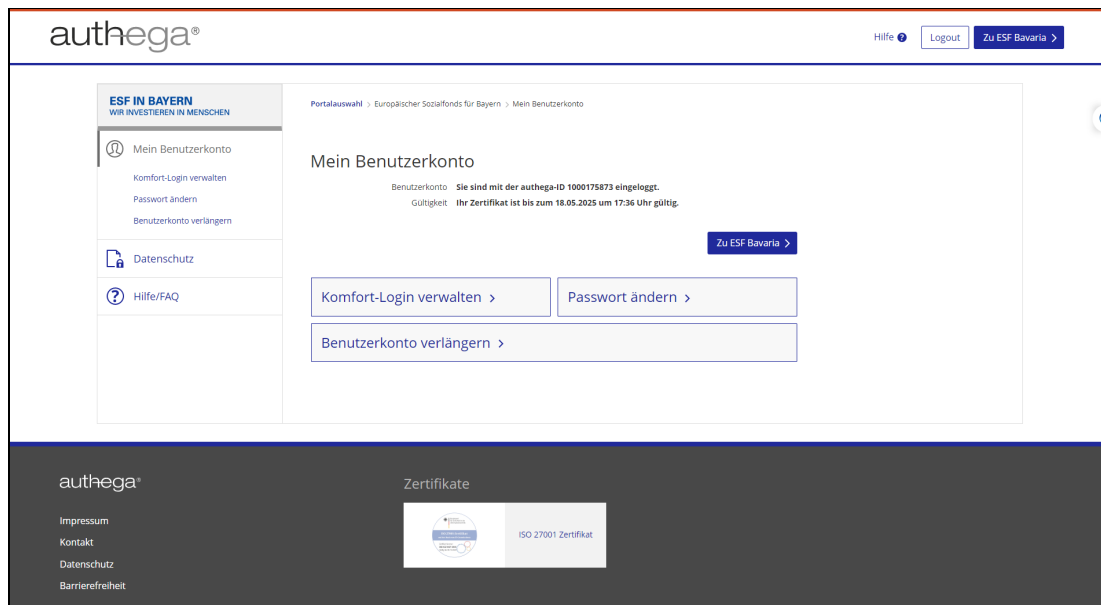 authega®
Hilfe ?
Logout
Zu ESF Bavaria >
ESF IN BAYERN
WIR INVESTIEREN IN MENSCHEN
Mein Benutzerkonto
Komfort-Login verwalten
Passwort ändern
Benutzerkonto verlängern
Datenschutz
? Hilfe/FAQ
Portalauswahl > Europäischer Sozialfonds für Bayern > Mein Benutzerkonto
Mein Benutzerkonto
Benutzerkonto Sie sind mit der authega-ID 1000175873 eingeloggt.
Gültigkeit Ihr Zertifikat ist bis zum 18.05.2025 um 17:36 Uhr gültig.
Zu ESF Bavaria >
Komfort-Login verwalten >
Passwort ändern >
Benutzerkonto verlängern >
authega®
Impressum
Kontakt
Datenschutz
Barrierefreiheit
Zertifikate
ISO 27001 Zertifikat